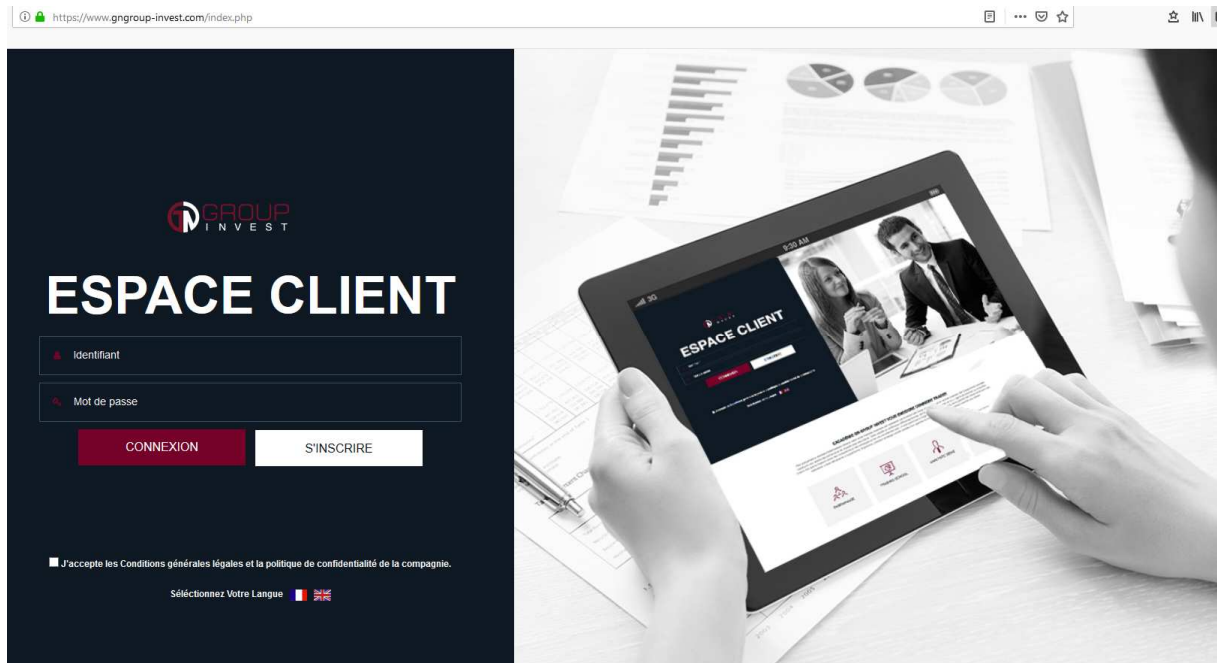 https://www.gngroup-invest.com/index.php
GROUP
INVEST
ESPACE CLIENT
Identifiant
Mot de passe
CONNEXION
S'INSCRIRE
J'accepte les Conditions générales légales et la politique de confidentialité de la compagnie.
Séléctionnez Votre Langue
3G
9:30 AM
ESPACE CLIENT